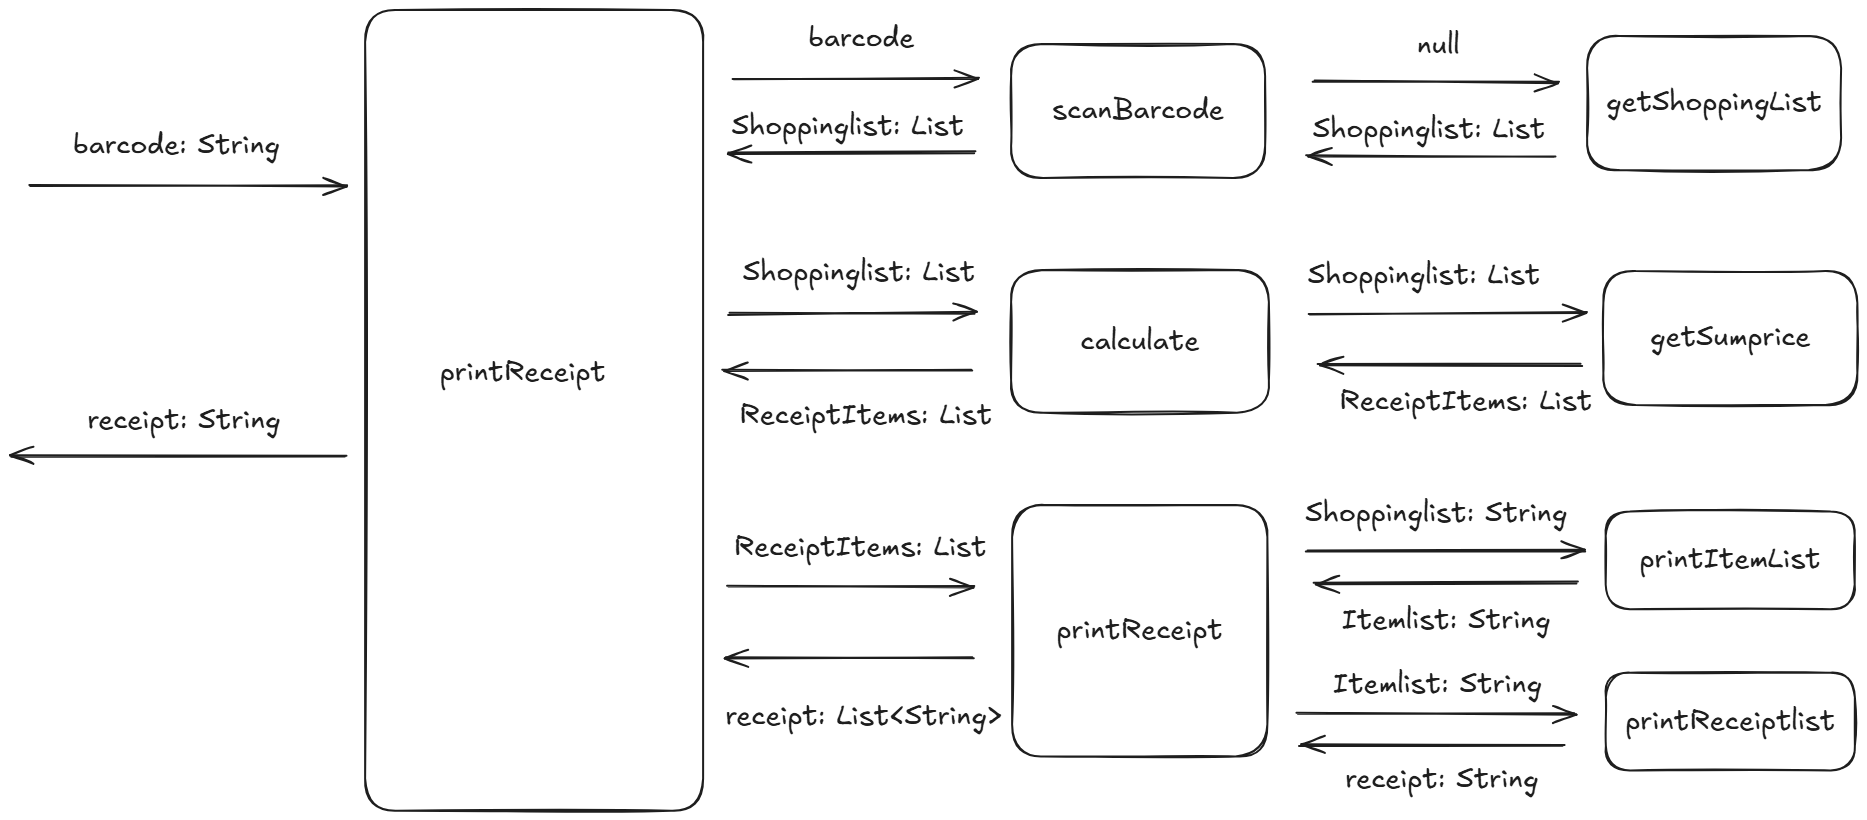 barcode: String
receipt: String
printReceipt
barcode
Shoppinglist: List
scanBarcode
null
Shoppinglist: List
getShoppingList
Shoppinglist: List
ReceiptItems: List
calculate
Shoppinglist: List
ReceiptItems: List
getSumprice
ReceiptItems: List
receipt: List<String>
printReceipt
Shoppinglist: String
Itemlist: String
printItemList
Itemlist: String
receipt: String
printReceiptlist